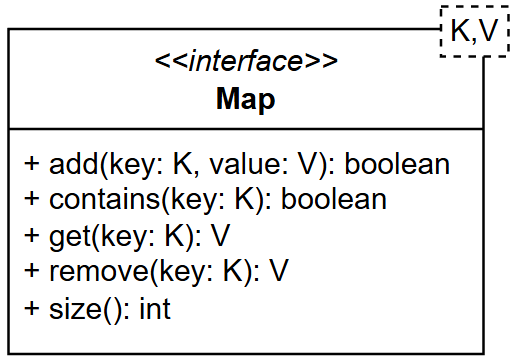 K,V
<<interface>>
Map
+ add(key: K, value: V): boolean
+ contains(key: K): boolean
+ get(key: K): V
+ remove(key: K): V
+ size(): int